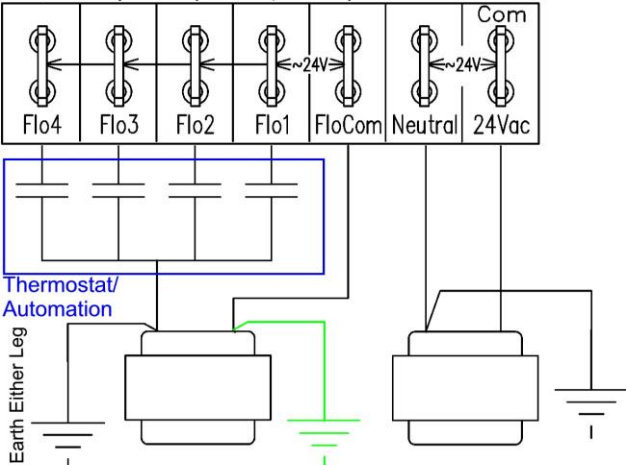 Com
~24V
~24V
Flo4 Flo3 Flo2 Flo1 FloCom Neutral 24Vac
Thermostat/
Automation
Earth Either Leg